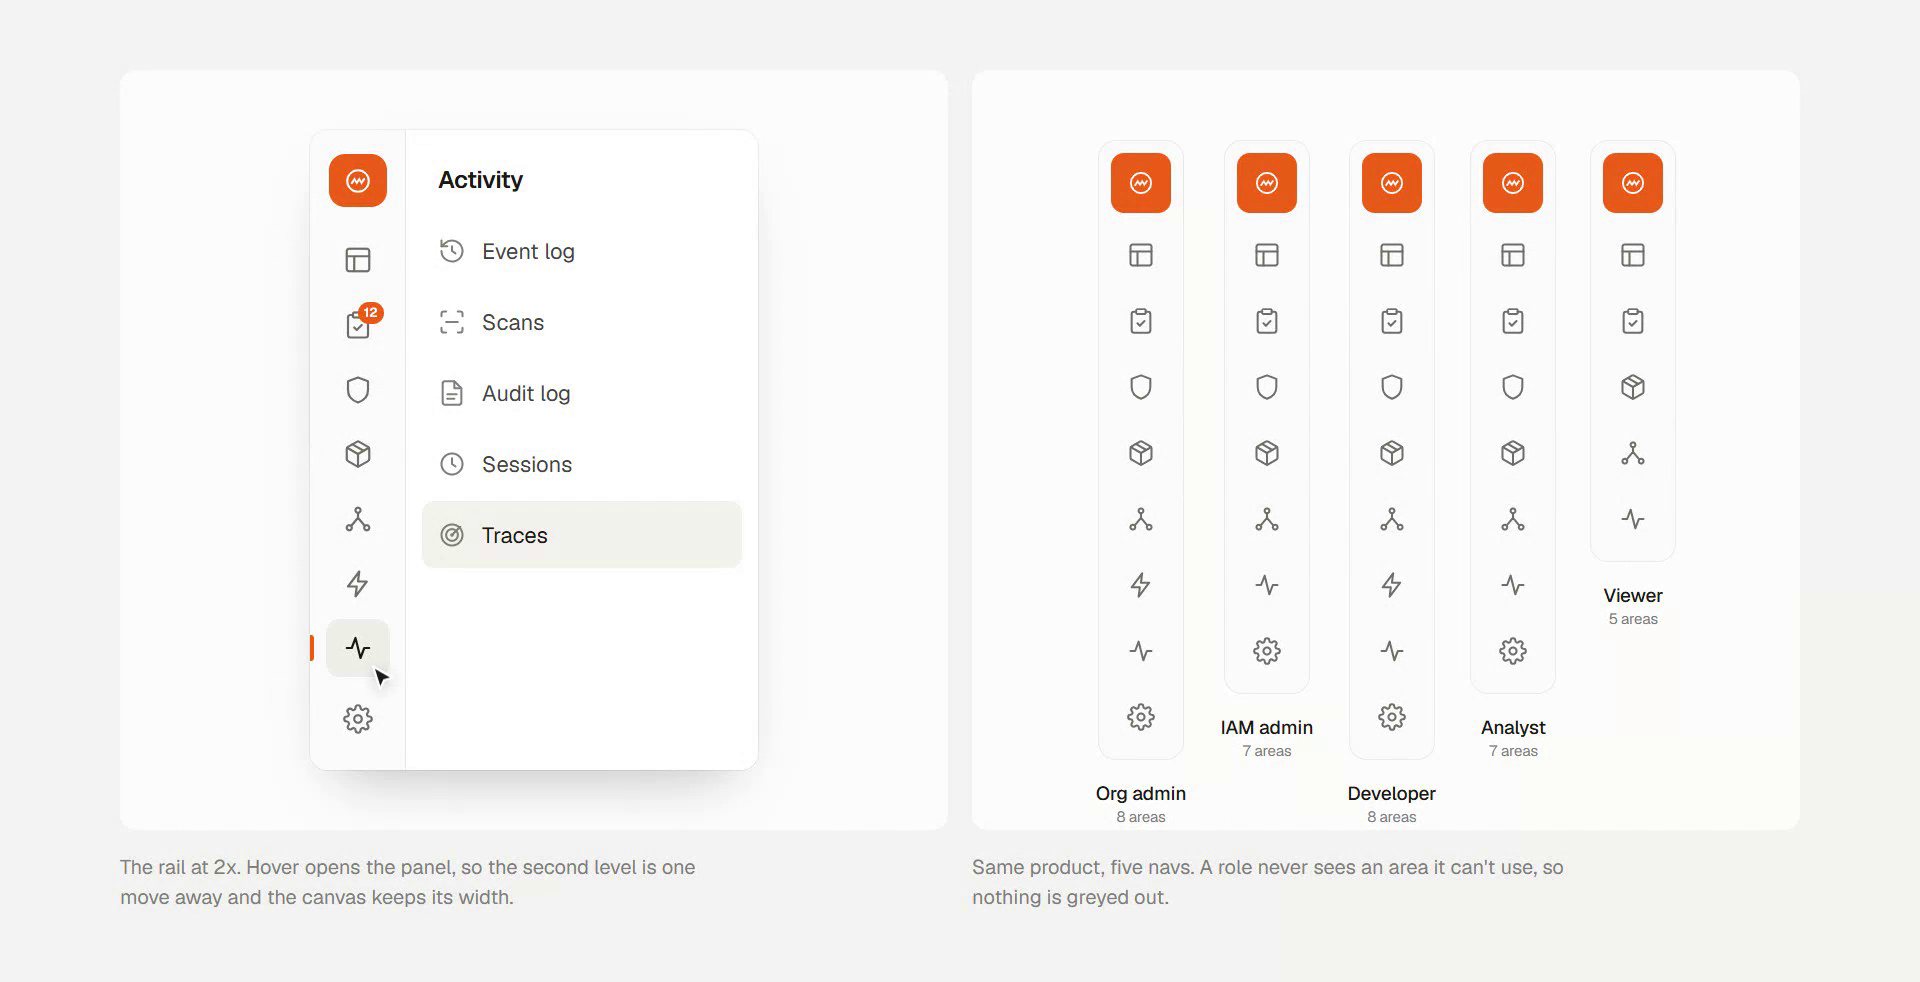 12
Activity
Event log
Scans
Audit log
Sessions
Traces
The rail at 2x. Hover opens the panel, so the second level is one
move away and the canvas keeps its width.
Org admin
8 areas
IAM admin
7 areas
Developer
8 areas
Analyst
7 areas
Viewer
5 areas
Same product, five navs. A role never sees an area it can't use, so
nothing is greyed out.